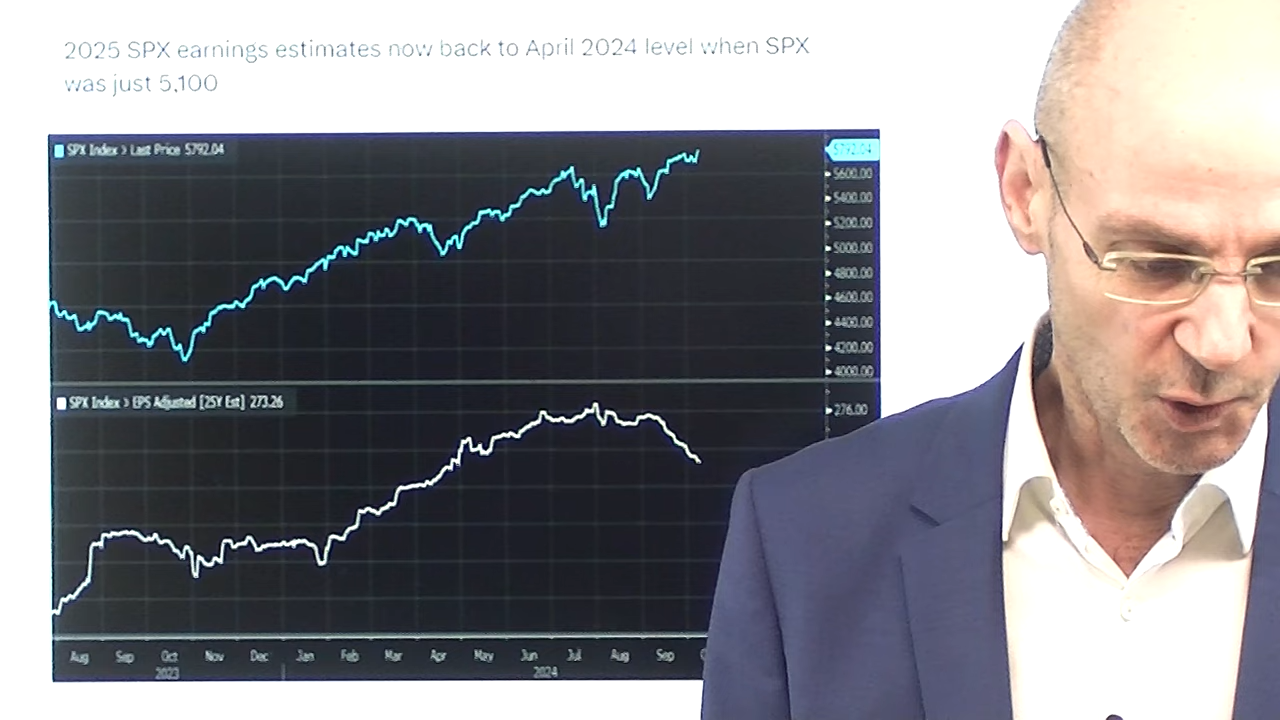 2025 SPX earnings estimates now back to April 2024 level when SPX
was just 5,100
SPX Index > Last Price 5792.04
5792.04
5600.00
5400.00
5200.00
5000.00
4800.00
4600.00
4400.00
4200.00
4000.00
SPX Index > EPS Adjusted [25Y Est] 273.26
276.00
Aug Sep Oct Nov Dec Jan Feb Mar Apr May Jun Jul Aug Sep
2023 2024